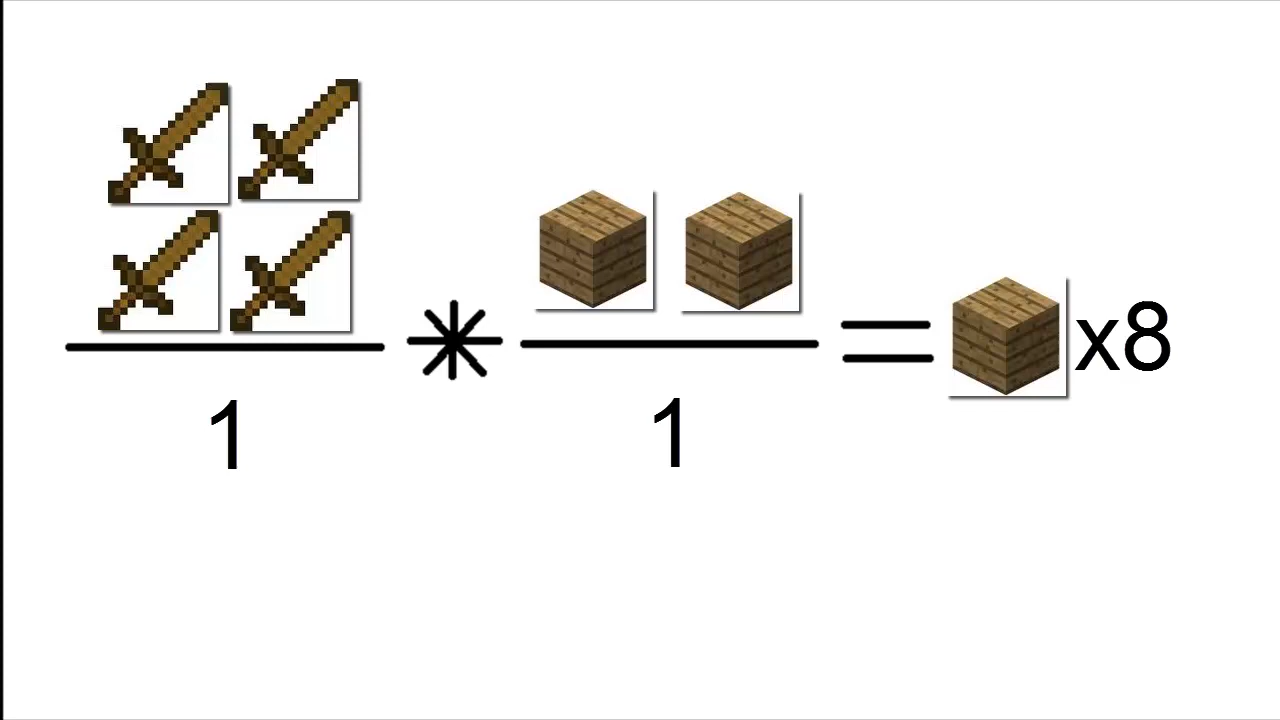 * = x8
1 1